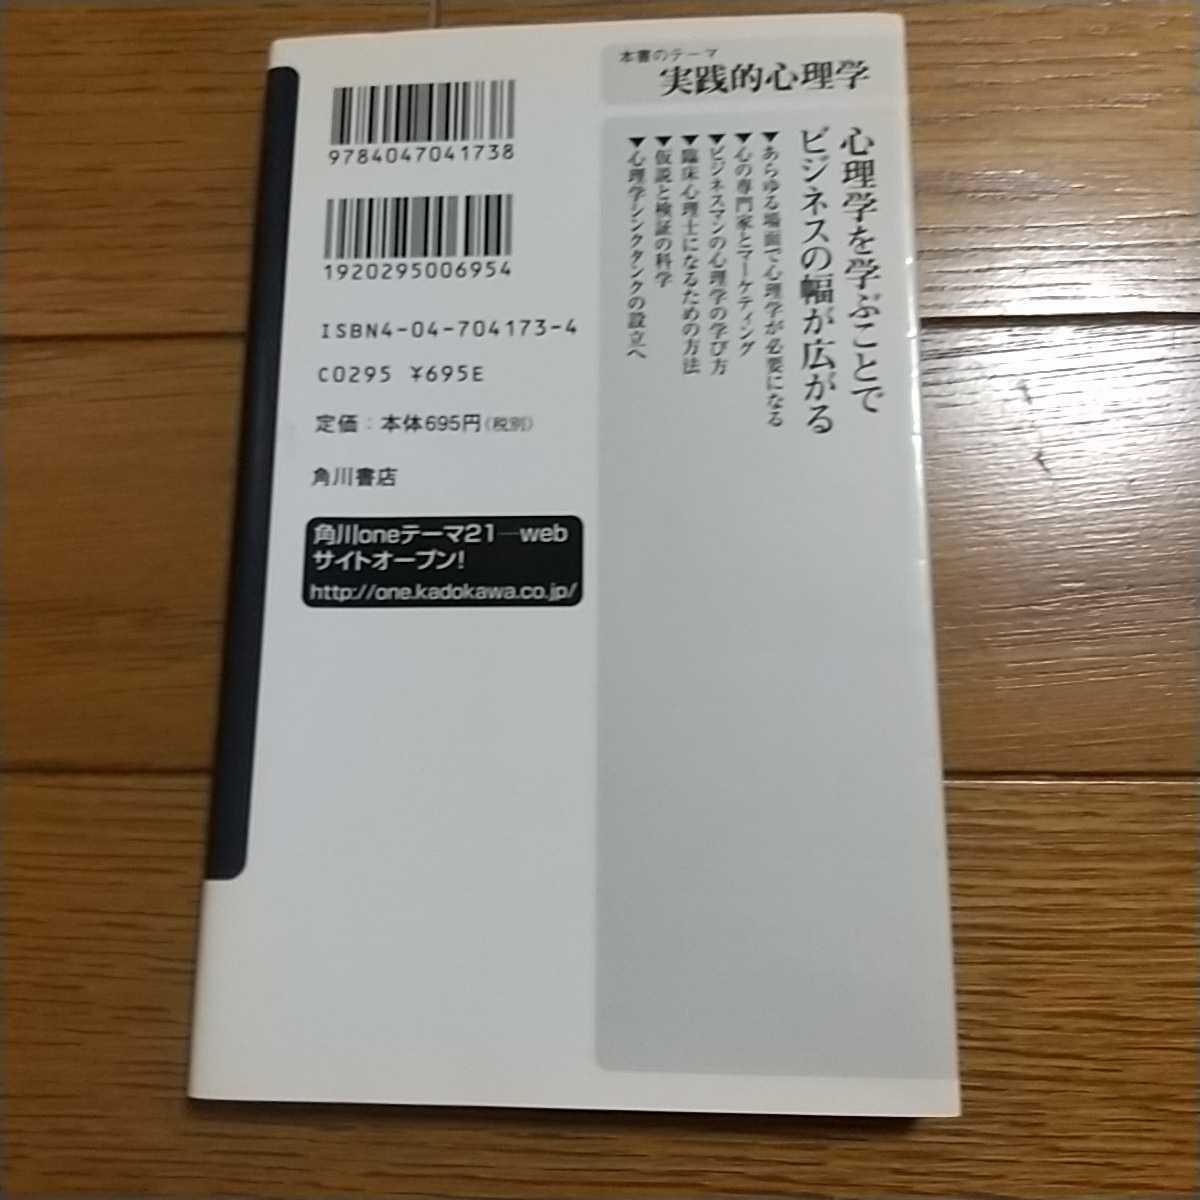 本書のテーマ
実践的心理学
心理学を学ぶことで
ビジネスの幅が広がる
▼あらゆる場面で心理学が必要になる
▼心の専門家とマーケティング
▼ビジネスマンの心理学の学び方
▼臨床心理士になるための方法
▼仮説と検証の科学
▼心理学シンクタンクの設立へ
9784047041738
1920295006954
ISBN4-04-704173-4
C0295 ¥695E
定価：本体695円(税別)
角川書店
角川oneテーマ21―web
サイトオープン!
http://one.kadokawa.co.jp/